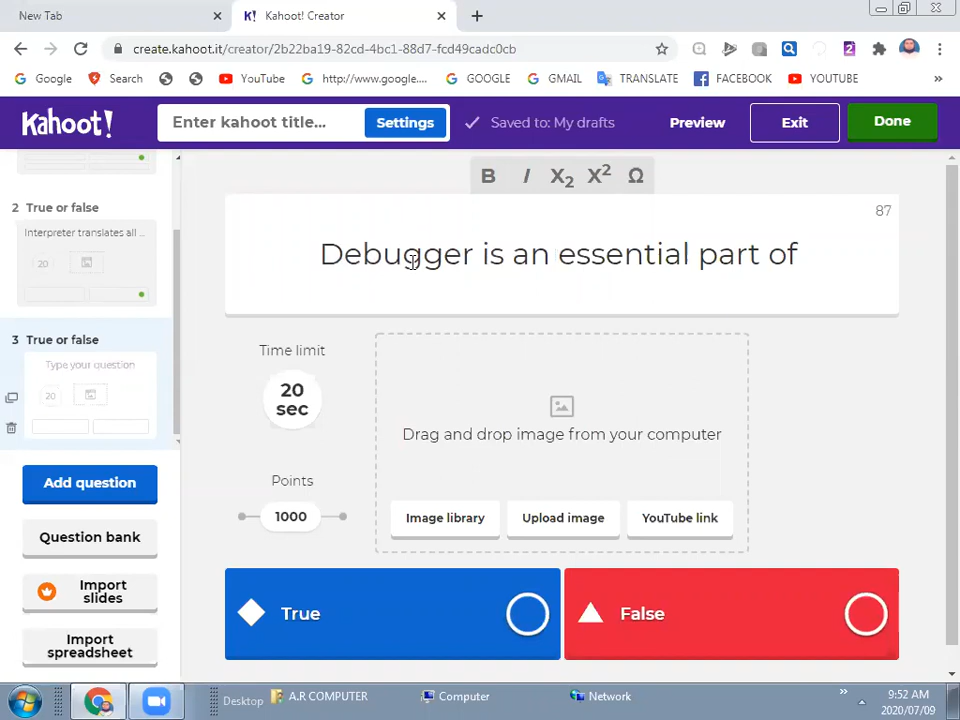 New Tab
K! Kahoot! Creator
create.kahoot.it/creator/2b22ba19-82cd-4bc1-88d7-fcd49cadc0cb
Google
Search
YouTube
http://www.google....
GOOGLE
GMAIL
TRANSLATE
FACEBOOK
YOUTUBE
»
Kahoot!
Enter kahoot title...
Settings
Saved to: My drafts
Preview
Exit
Done
B I X2 X2 Ω
87
Debugger is an essential part of
2 True or false
Interpreter translates all ...
20
3 True or false
Type your question
20
Add question
Question bank
Import slides
Import spreadsheet
Time limit
20
sec
Points
1000
Drag and drop image from your computer
Image library
Upload image
YouTube link
True
False
Desktop
A.R COMPUTER
Computer
Network
»
9:52 AM
2020/07/09